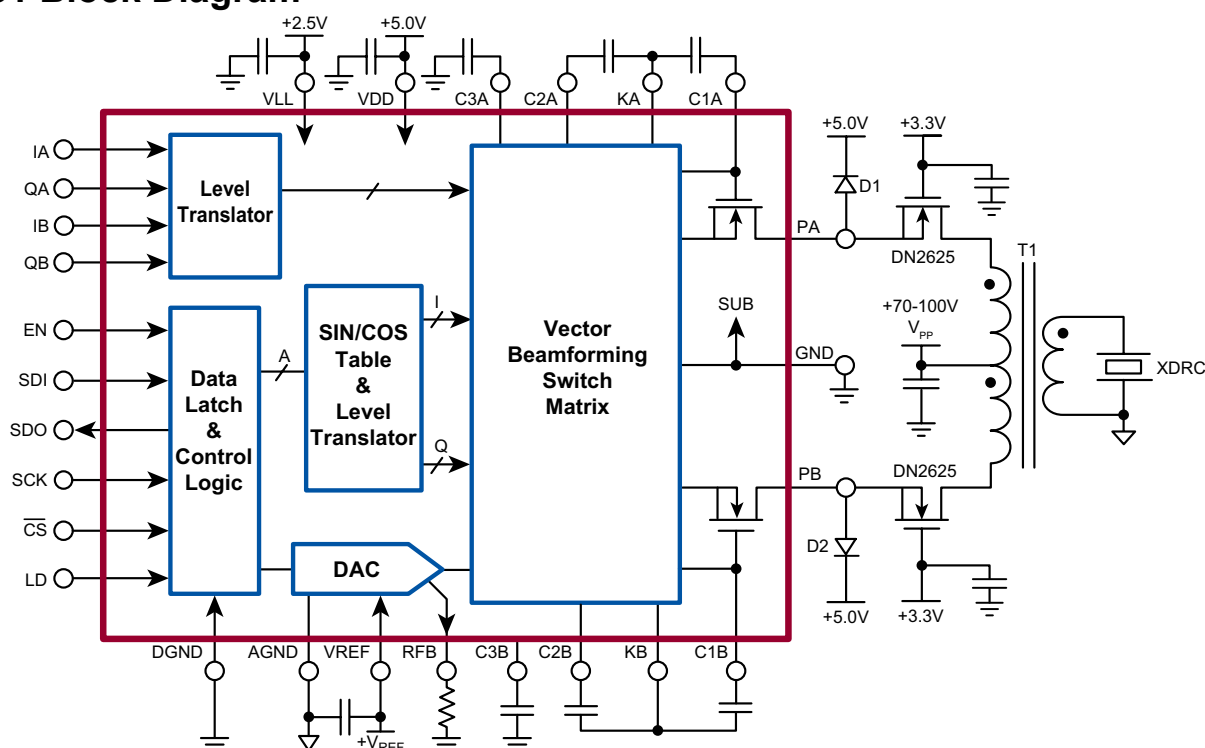 Block Diagram
+2.5V
+5.0V
VLL
VDD
C3A
C2A
KA
C1A
+5.0V
+3.3V
IA
QA
IB
QB
Level
Translator
D1
PA
DN2625
T1
EN
SDI
SDO
SCK
CS
LD
Data
Latch
&
Control
Logic
A
SIN/COS
Table
&
Level
Translator
I
Q
Vector
Beamforming
Switch
Matrix
SUB
GND
+70-100V
VPP
XDRC
PB
DN2625
D2
DAC
+5.0V
+3.3V
DGND
AGND
VREF
RFB
C3B
C2B
KB
C1B
+VREF